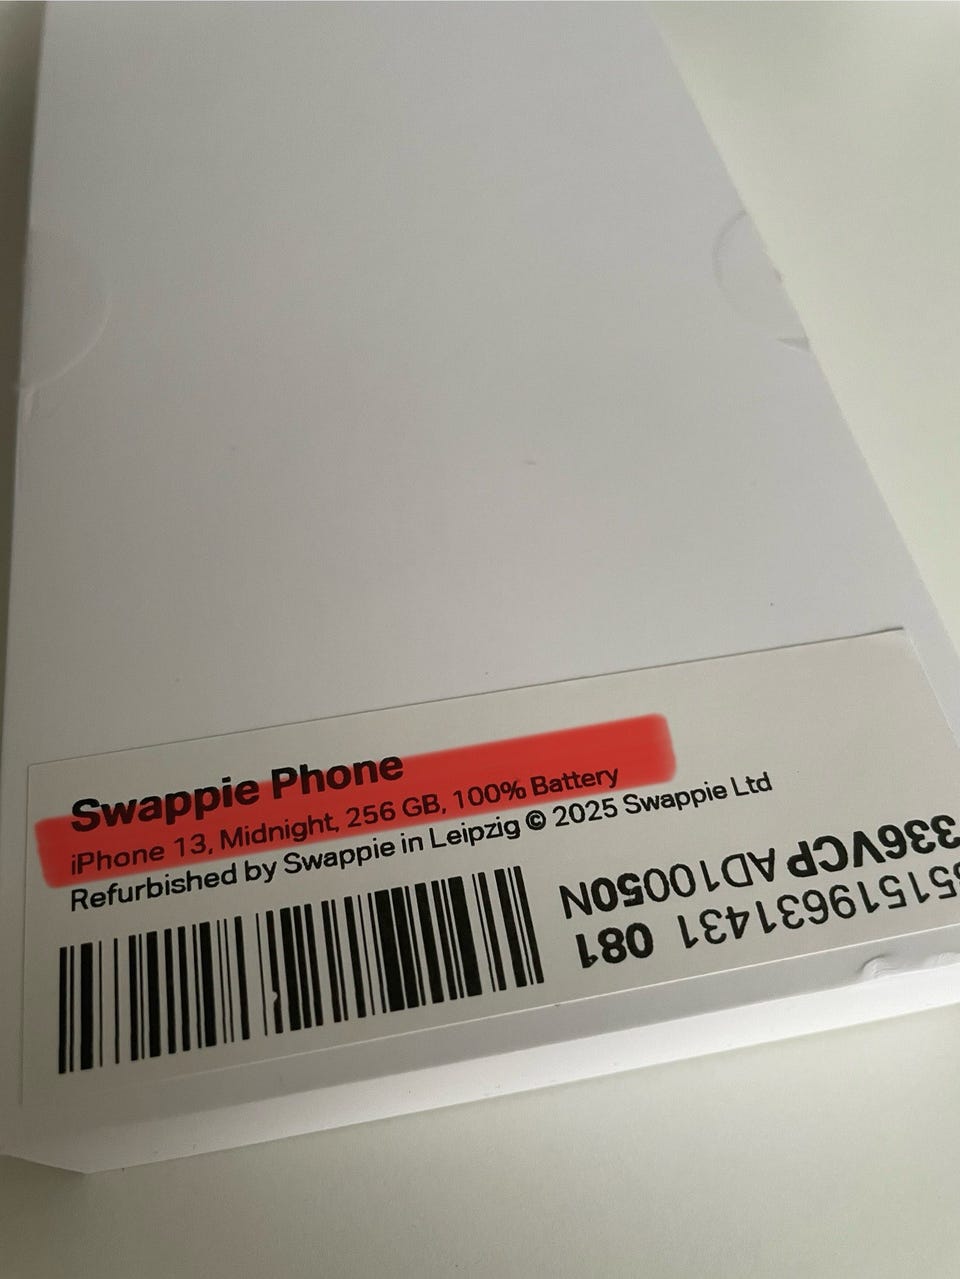 Swappie Phone
iPhone 13, Midnight, 256 GB, 100% Battery
Refurbished by Swappie in Leipzig © 2025 Swappie Ltd
336VCP AD10050N
51519631431 081